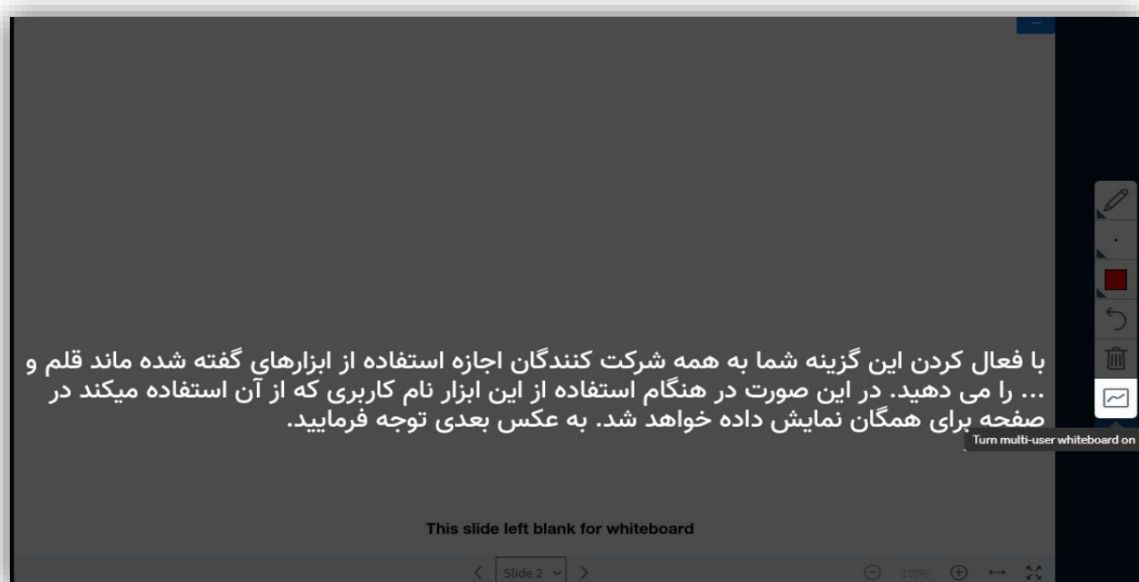 با فعال کردن این گزینه شما به همه شرکت کنندگان اجازه استفاده از ابزارهای گفته شده ماند قلم و
... را می دهید. در این صورت در هنگام استفاده از این ابزار نام کاربری که از آن استفاده میکند در
صفحه برای همگان نمایش داده خواهد شد. به عکس بعدی توجه فرمایید.
Turn multi-user whiteboard on
This slide left blank for whiteboard
Slide 2
100%